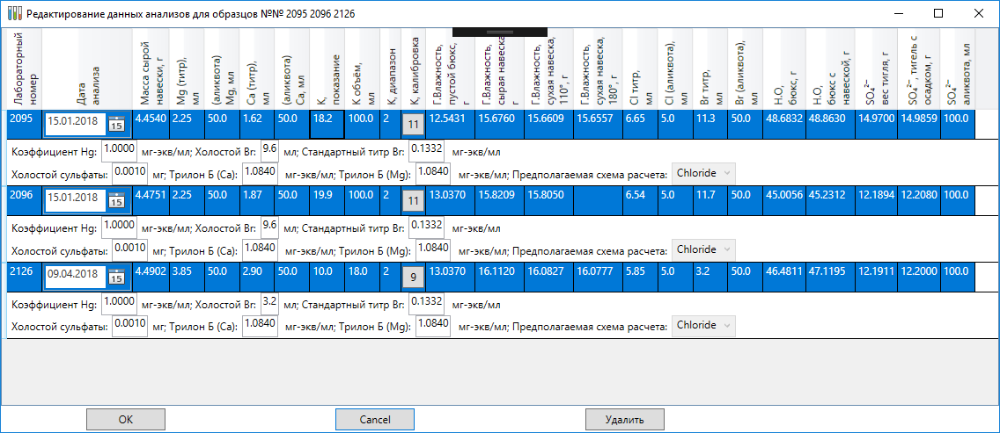 Редактирование данных анализов для образцов №№ 2095 2096 2126
Лабораторный номер
Дата анализа
Масса сырой навески, г
Mg (титр), мл
(аликвота) Mg, мл
Ca (титр), мл
(аликвота) Ca, мл
K, показание
K объём, мл
K, диапазон
K, калибровка
Г.Влажность, пустой бюкс, г
Г.Влажность, сырая навеска, г
Г.Влажность, сухая навеска, 110°, г
Г.Влажность, сухая навеска, 180°, г
Cl титр, мл
Cl (аликвота), мл
Br титр, мл
Br (аликвота), мл
Н.О, бюкс, г
Н.О, бюкс с навеской, г
SO₄²⁻ вес тигля, г
SO₄²⁻, тигель с осадком, г
SO₄²⁻ аликвота, мл
2095 15.01.2018 15 4.4540 2.25 50.0 1.62 50.0 18.2 100.0 2 11 12.5431 15.6760 15.6609 15.6557 6.65 5.0 11.3 50.0 48.6832 48.8630 14.9700 14.9859 100.0
Коэффициент Hg: 1.0000 мг-экв/мл; Холостой Br: 9.6 мл; Стандартный титр Br: 0.1332 мг-экв/мл
Холостой сульфаты: 0.0010 мг; Трилон Б (Ca): 1.0840 мг-экв/мл; Трилон Б (Mg): 1.0840 мг-экв/мл; Предполагаемая схема расчета: Chloride
2096 15.01.2018 15 4.4751 2.25 50.0 1.87 50.0 19.9 100.0 2 11 13.0370 15.8209 15.8050 6.54 5.0 11.7 50.0 45.0056 45.2312 12.1894 12.2080 100.0
Коэффициент Hg: 1.0000 мг-экв/мл; Холостой Br: 9.6 мл; Стандартный титр Br: 0.1332 мг-экв/мл
Холостой сульфаты: 0.0010 мг; Трилон Б (Ca): 1.0840 мг-экв/мл; Трилон Б (Mg): 1.0840 мг-экв/мл; Предполагаемая схема расчета: Chloride
2126 09.04.2018 15 4.4902 3.85 50.0 2.90 50.0 10.0 18.0 2 9 13.0370 16.1120 16.0827 16.0777 5.85 5.0 3.2 50.0 46.4811 47.1195 12.1911 12.2000 100.0
Коэффициент Hg: 1.0000 мг-экв/мл; Холостой Br: 3.2 мл; Стандартный титр Br: 0.1332 мг-экв/мл
Холостой сульфаты: 0.0010 мг; Трилон Б (Ca): 1.0840 мг-экв/мл; Трилон Б (Mg): 1.0840 мг-экв/мл; Предполагаемая схема расчета: Chloride
OK Cancel Удалить